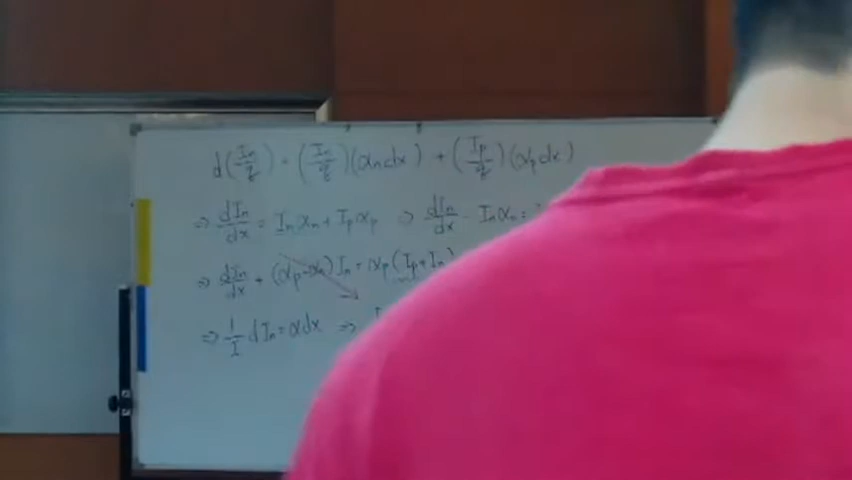 d(In/q) = (In/q)(αndx) + (Ip/q)(αpdx)
⇒ dIn/dx = Inαn + Ipαp ⇒ dIn/dx - Inαn =
⇒ dIn/dx + (αp-αn)In = αp(Ip+In)
⇒ 1/I dIn = αdx ⇒